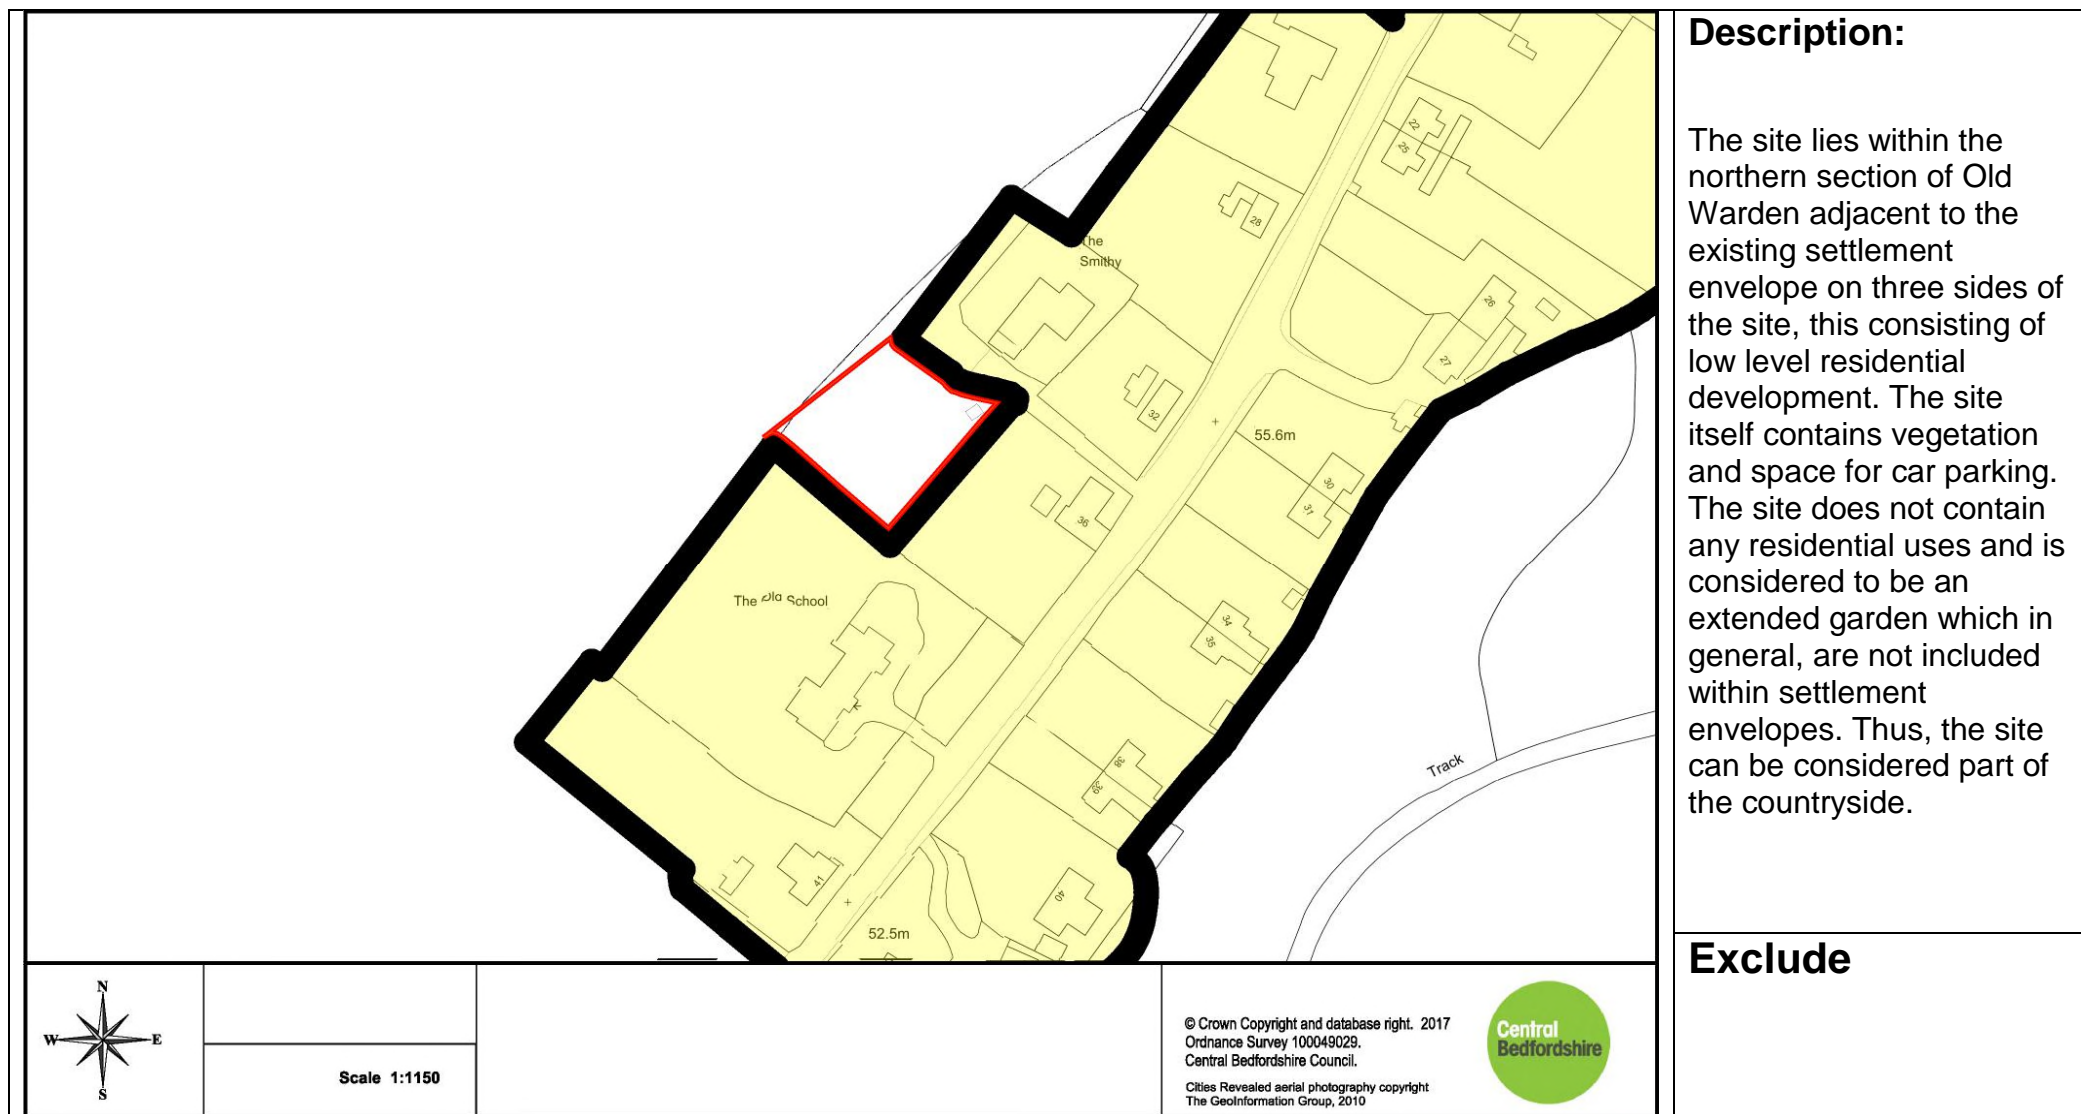 Description:
The site lies within the
northern section of Old
Warden adjacent to the
existing settlement
envelope on three sides of
the site, this consisting of
low level residential
development. The site
itself contains vegetation
and space for car parking.
The site does not contain
any residential uses and is
considered to be an
extended garden which in
general, are not included
within settlement
envelopes. Thus, the site
can be considered part of
the countryside.
Exclude
22
25
28
The
Smithy
26
27
32
55.6m
30
31
36
The Old School
34
35
38
39
Track
41
40
52.5m
N
W E
S
Scale 1:1150
© Crown Copyright and database right. 2017
Ordnance Survey 100049029.
Central Bedfordshire Council.
Cities Revealed aerial photography copyright
The GeoInformation Group, 2010
Central
Bedfordshire